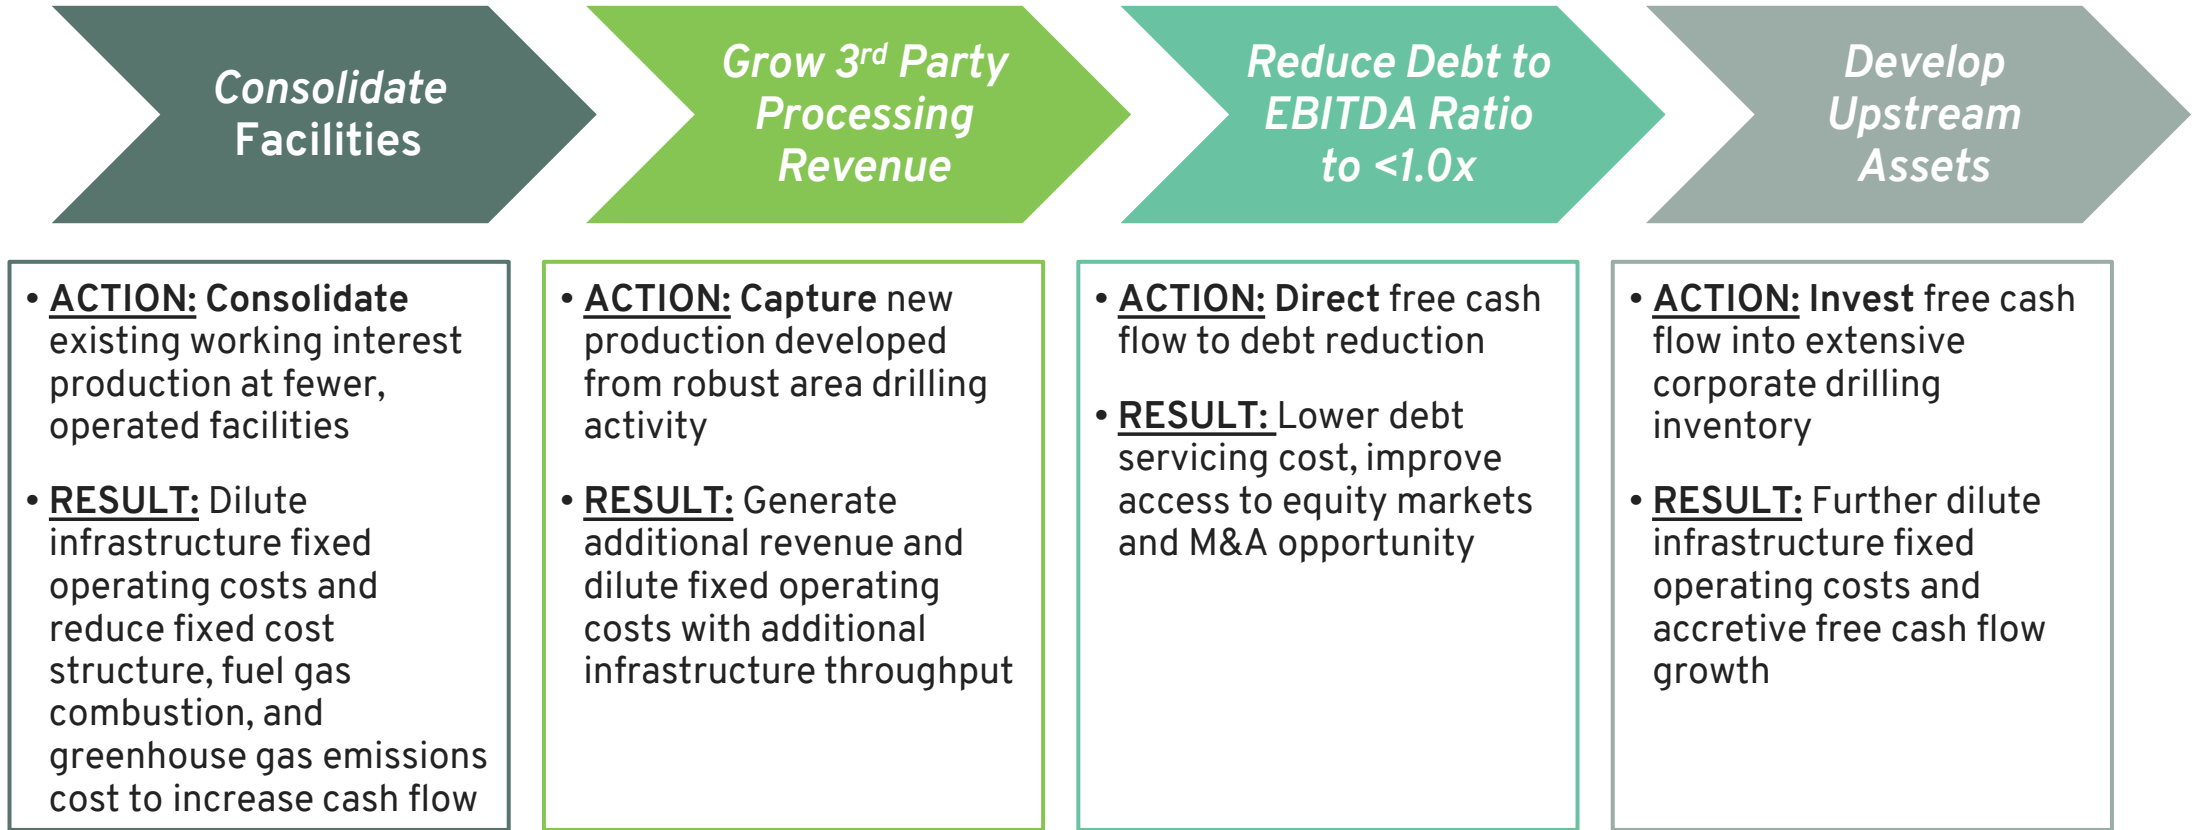 Consolidate
Facilities
Grow 3rd Party
Processing
Revenue
Reduce Debt to
EBITDA Ratio
to <1.0x
Develop
Upstream
Assets
• ACTION: Consolidate
existing working interest
production at fewer,
operated facilities
• RESULT: Dilute
infrastructure fixed
operating costs and
reduce fixed cost
structure, fuel gas
combustion, and
greenhouse gas emissions
cost to increase cash flow
• ACTION: Capture new
production developed
from robust area drilling
activity
• RESULT: Generate
additional revenue and
dilute fixed operating
costs with additional
infrastructure throughput
• ACTION: Direct free cash
flow to debt reduction
• RESULT: Lower debt
servicing cost, improve
access to equity markets
and M&A opportunity
• ACTION: Invest free cash
flow into extensive
corporate drilling
inventory
• RESULT: Further dilute
infrastructure fixed
operating costs and
accretive free cash flow
growth